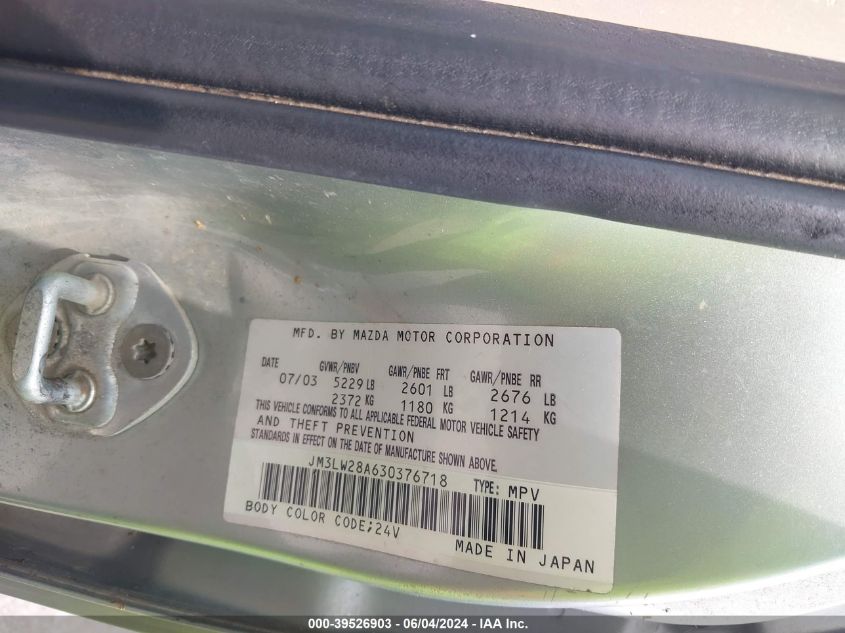 MFD. BY MAZDA MOTOR CORPORATION
DATE GVWR/PNBV GAWR/PNBE FRT GAWR/PNBE RR
07/03 5229 LB 2601 LB 2676 LB
2372 KG 1180 KG 1214 KG
THIS VEHICLE CONFORMS TO ALL APPLICABLE FEDERAL MOTOR VEHICLE SAFETY
AND THEFT PREVENTION
STANDARDS IN EFFECT ON THE DATE OF MANUFACTURE SHOWN ABOVE.
JM3LW28A630376718 TYPE: MPV
BODY COLOR CODE;24V
MADE IN JAPAN
000-39526903 - 06/04/2024 - IAA Inc.